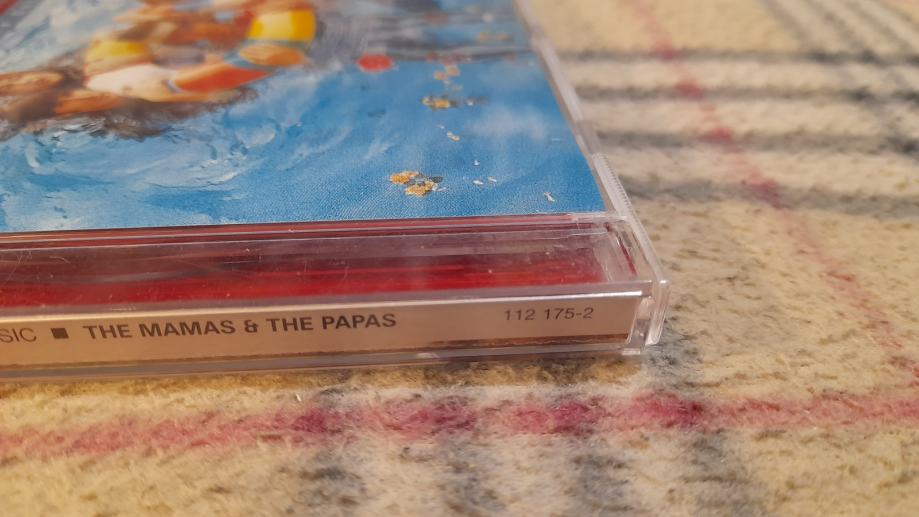 SIC ■ THE MAMAS & THE PAPAS 112 175-2